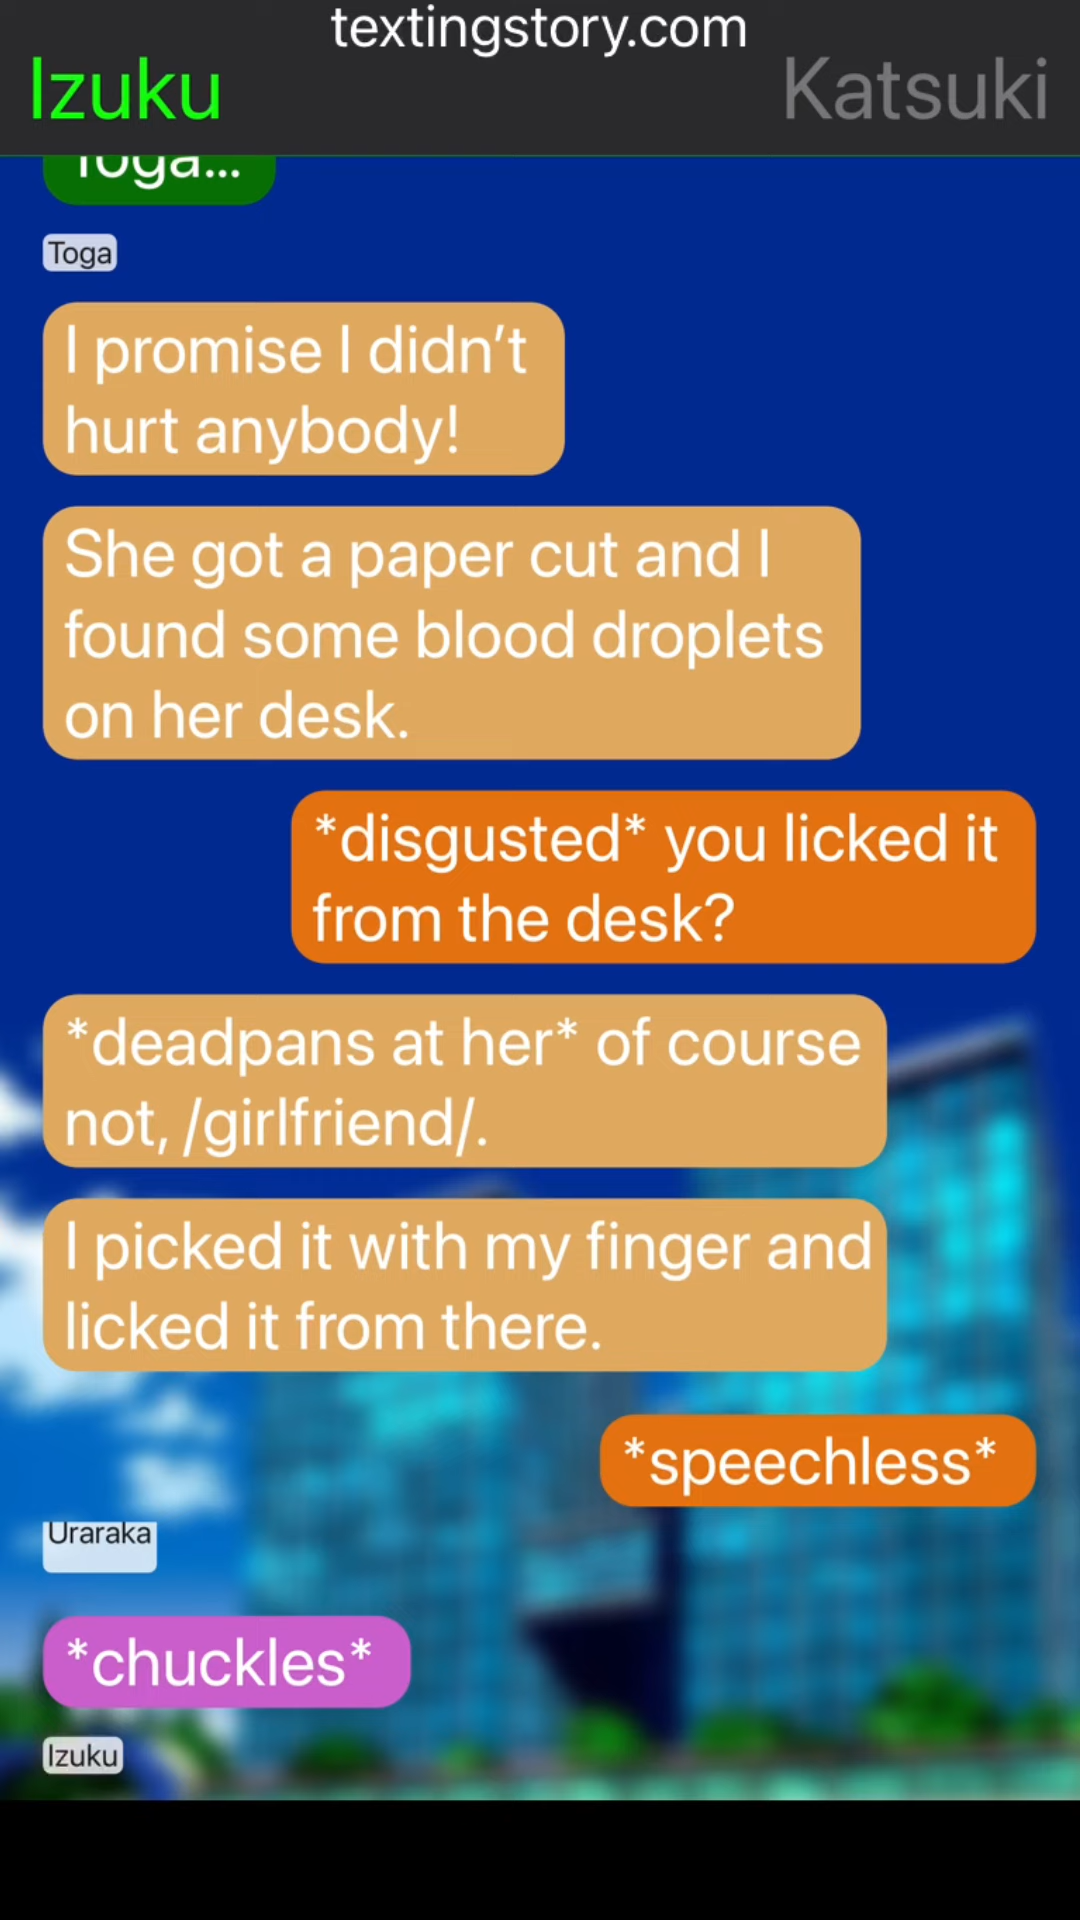 textingstory.com
Izuku
Katsuki
Toga...
Toga
I promise I didn’t
hurt anybody!
She got a paper cut and I
found some blood droplets
on her desk.
*disgusted* you licked it
from the desk?
*deadpans at her* of course
not, /girlfriend/.
I picked it with my finger and
licked it from there.
*speechless*
Uraraka
*chuckles*
Izuku